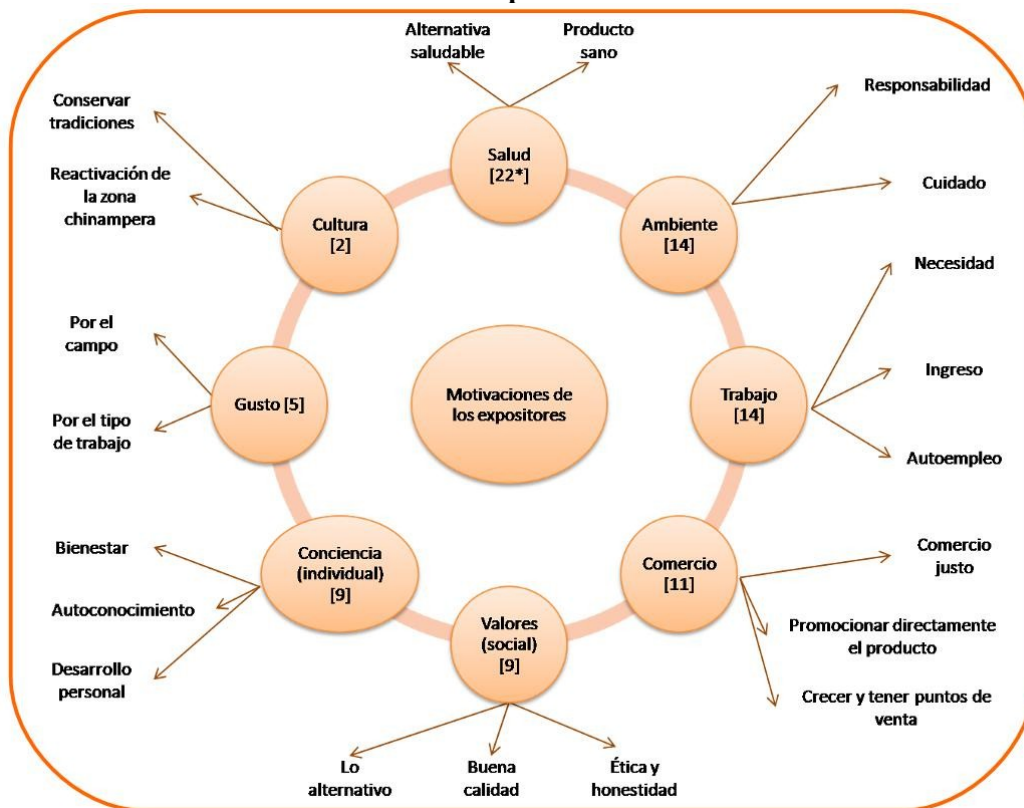 Alternativa
saludable
Producto
sano
Conservar
tradiciones
Reactivación de
la zona
chinampera
Salud
[22*]
Responsabilidad
Cuidado
Cultura
[2]
Ambiente
[14]
Necesidad
Ingreso
Autoempleo
Por el
campo
Por el tipo
de trabajo
Gusto [5]
Motivaciones de
los expositores
Trabajo
[14]
Bienestar
Autoconocimiento
Desarrollo
personal
Conciencia
(individual)
[9]
Valores
(social)
[9]
Comercio
[11]
Comercio
justo
Promocionar directamente
el producto
Crecer y tener puntos de
venta
Lo
alternativo
Buena
calidad
Ética y
honestidad